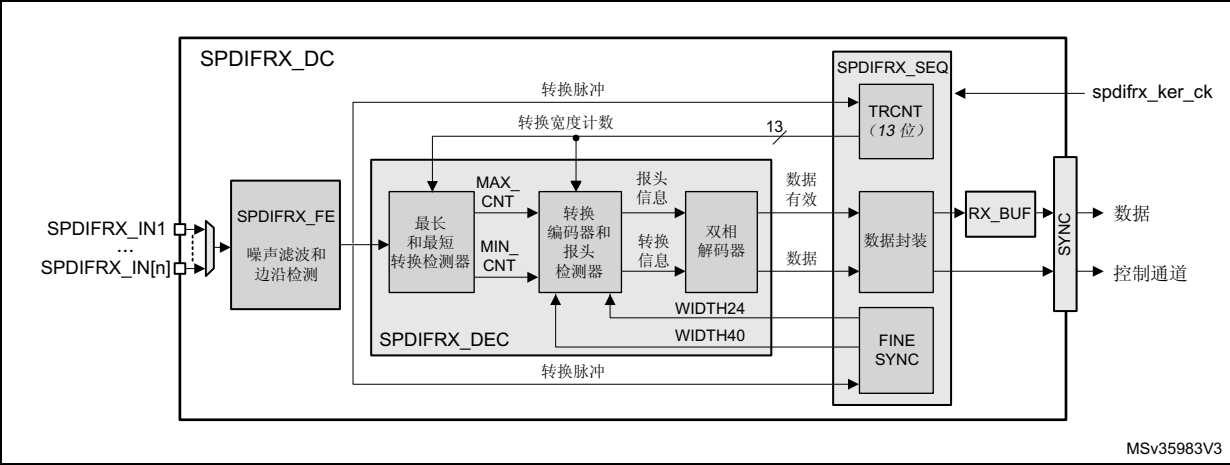 SPDIFRX_DC
SPDIFRX_SEQ
转换脉冲
spdifrx_ker_ck
TRCNT
(13 位)
转换宽度计数
13
SPDIFRX_IN1
...
SPDIFRX_IN[n]
SPDIFRX_FE
噪声滤波和
边沿检测
最长
和最短
转换检测器
MAX_
CNT
MIN_
CNT
转换
编码器和
报头
检测器
报头
信息
转换
信息
双相
解码器
数据
有效
数据
数据封装
RX_BUF
SYNC
数据
控制通道
WIDTH24
WIDTH40
SPDIFRX_DEC
FINE
SYNC
转换脉冲
MSv35983V3